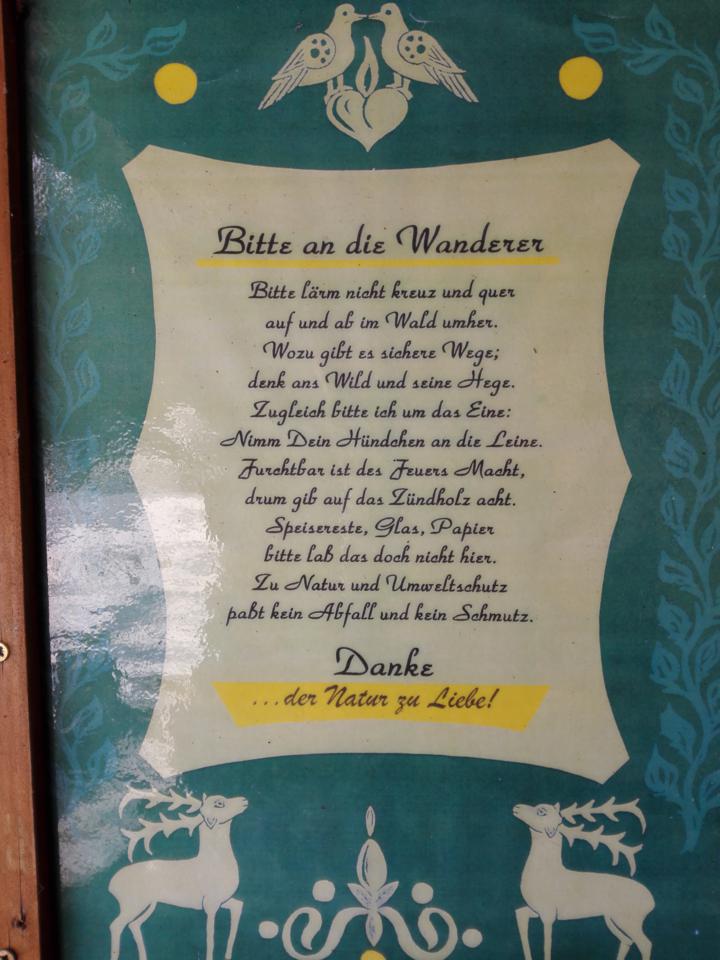 Bitte an die Wanderer
Bitte lärm nicht kreuz und quer
auf und ab im Wald umher.
Wozu gibt es sichere Wege;
denk ans Wild und seine Hege.
Zugleich bitte ich um das Eine:
Nimm Dein Hündchen an die Leine.
Furchtbar ist des Feuers Macht,
drum gib auf das Zündholz acht.
Speisereste, Glas, Papier
bitte laß das doch nicht hier.
Zu Natur und Umweltschutz
paßt kein Abfall und kein Schmutz.
Danke
...der Natur zu Liebe!